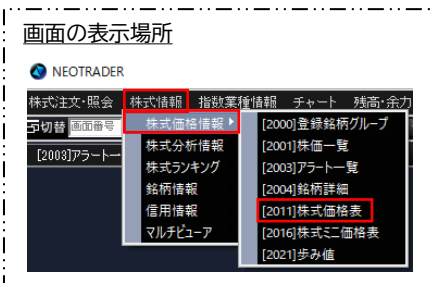 画面の表示場所
NEOTRADER
株式注文･照会 株式情報 指数業種情報 チャート 残高･余力
切替 画面番号 株式価格情報 [2000]登録銘柄グループ
株式分析情報 [2001]株価一覧
[2003]アラート一 株式ランキング [2003]アラート一覧
銘柄情報 [2004]銘柄詳細
信用情報 [2011]株式価格表
マルチビューア [2016]株式ミニ価格表
[2021]歩み値